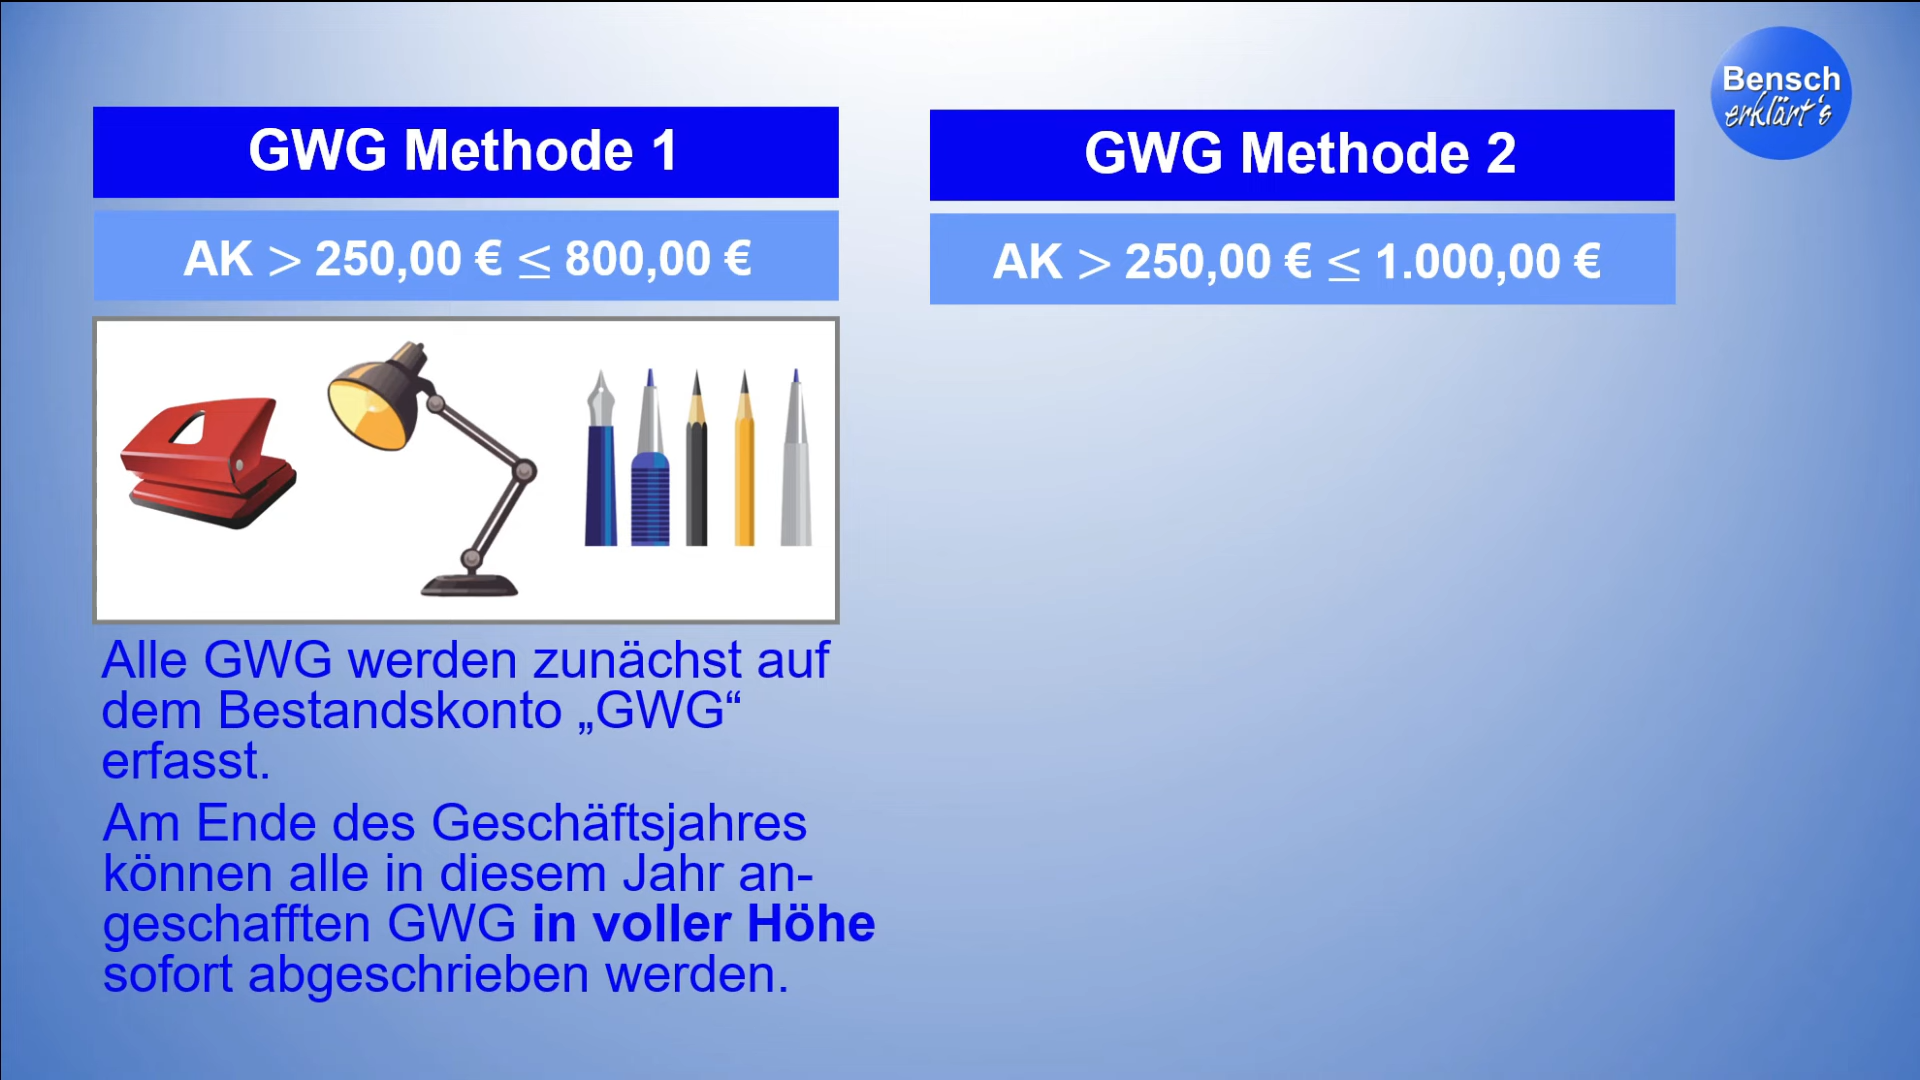 Bensch
erklärt's
GWG Methode 1
AK > 250,00 € ≤ 800,00 €
Alle GWG werden zunächst auf
dem Bestandskonto „GWG“
erfasst.
Am Ende des Geschäftsjahres
können alle in diesem Jahr an-
geschafften GWG in voller Höhe
sofort abgeschrieben werden.
GWG Methode 2
AK > 250,00 € ≤ 1.000,00 €